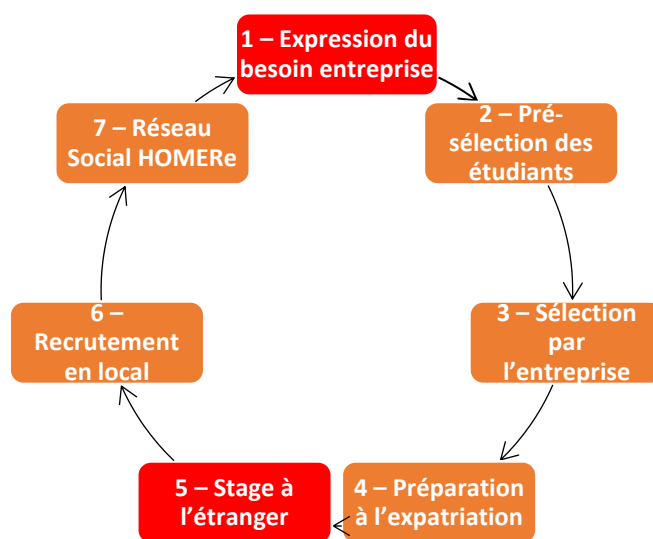 1 – Expression du
besoin entreprise
2 – Pré-
sélection des
étudiants
3 – Sélection
par
l’entreprise
4 – Préparation
à l’expatriation
5 – Stage à
l’étranger
6 –
Recrutement
en local
7 – Réseau
Social HOMERe